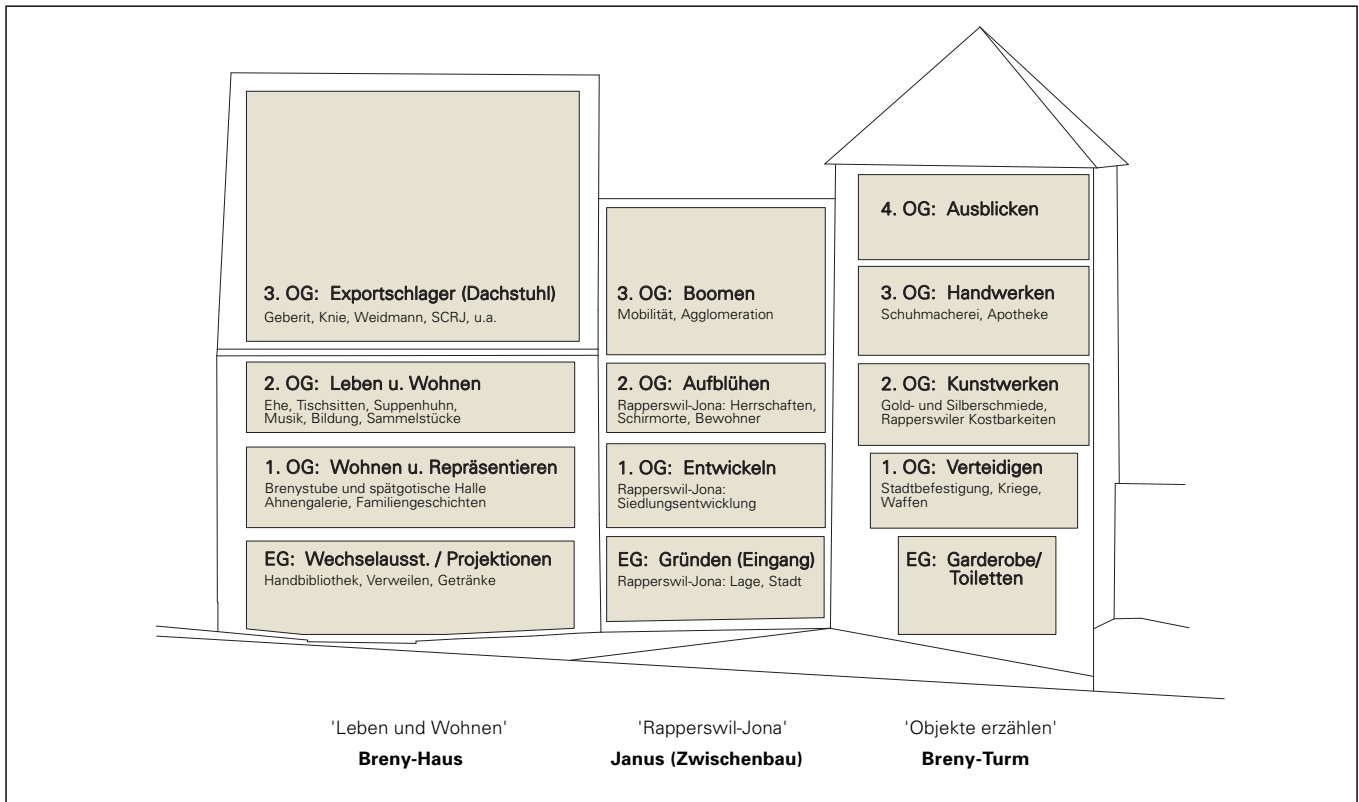 3. OG: Exportschlager (Dachstuhl)
Geberit, Knie, Weidmann, SCRJ, u.a.
2. OG: Leben u. Wohnen
Ehe, Tischsitten, Suppenhuhn,
Musik, Bildung, Sammelstücke
1. OG: Wohnen u. Repräsentieren
Brenystube und spätgotische Halle
Ahnengalerie, Familiengeschichten
EG: Wechselausst. / Projektionen
Handbibliothek, Verweilen, Getränke
3. OG: Boomen
Mobilität, Agglomeration
2. OG: Aufblühen
Rapperswil-Jona: Herrschaften,
Schirmorte, Bewohner
1. OG: Entwickeln
Rapperswil-Jona:
Siedlungsentwicklung
EG: Gründen (Eingang)
Rapperswil-Jona: Lage, Stadt
4. OG: Ausblicken
3. OG: Handwerken
Schuhmacherei, Apotheke
2. OG: Kunstwerken
Gold- und Silberschmiede,
Rapperswiler Kostbarkeiten
1. OG: Verteidigen
Stadtbefestigung, Kriege,
Waffen
EG: Garderobe/
Toiletten
'Leben und Wohnen'
Breny-Haus
'Rapperswil-Jona'
Janus (Zwischenbau)
'Objekte erzählen'
Breny-Turm